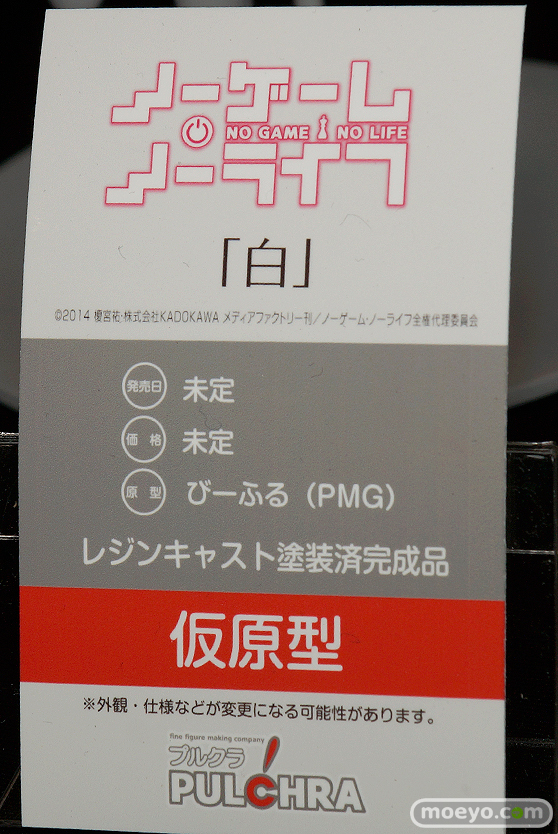 ノーゲーム
NO GAME NO LIFE
ノーライフ
「白」
©2014 榎宮祐・株式会社KADOKAWA メディアファクトリー刊／ノーゲーム・ノーライフ全権代理委員会
発売日 未定
価格 未定
原型 びーふる（PMG）
レジンキャスト塗装済完成品
仮原型
※外観・仕様などが変更になる可能性があります。
fine figure making company
プルクラ
PULCHRA
moeyo.com